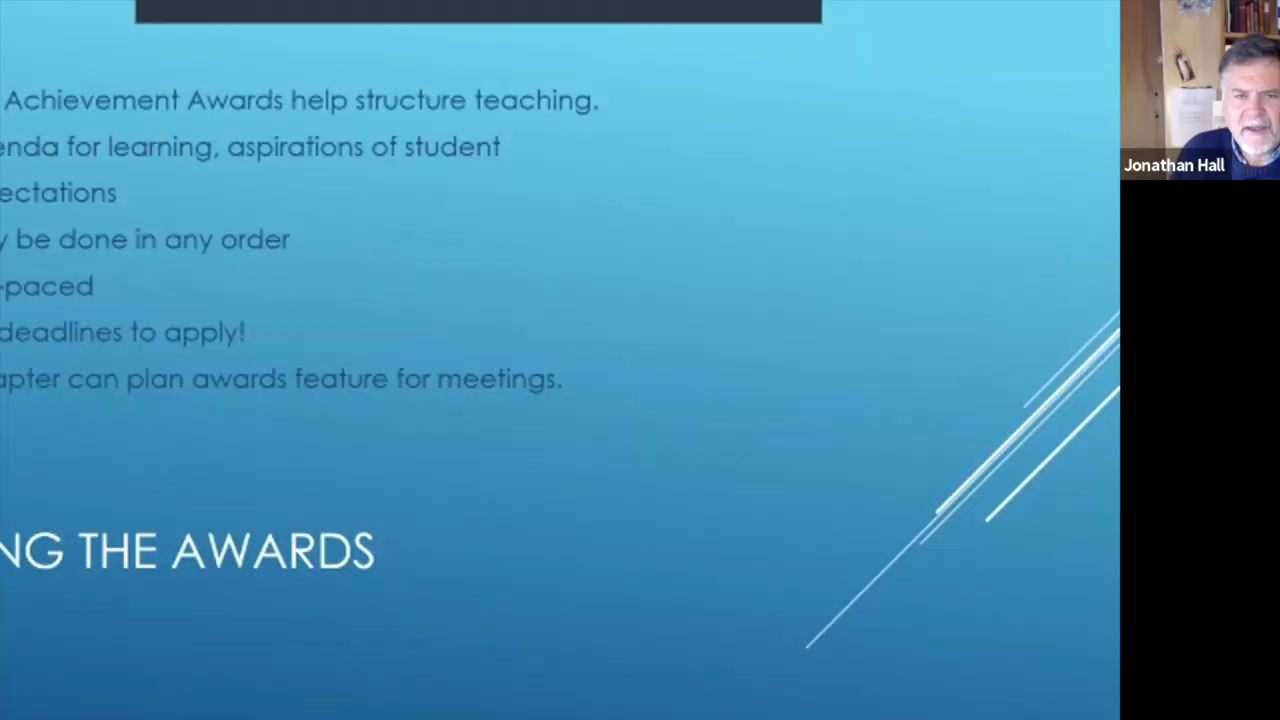 Achievement Awards help structure teaching.
enda for learning, aspirations of student
ectations
y be done in any order
-paced
deadlines to apply!
apter can plan awards feature for meetings.
NG THE AWARDS
Jonathan Hall